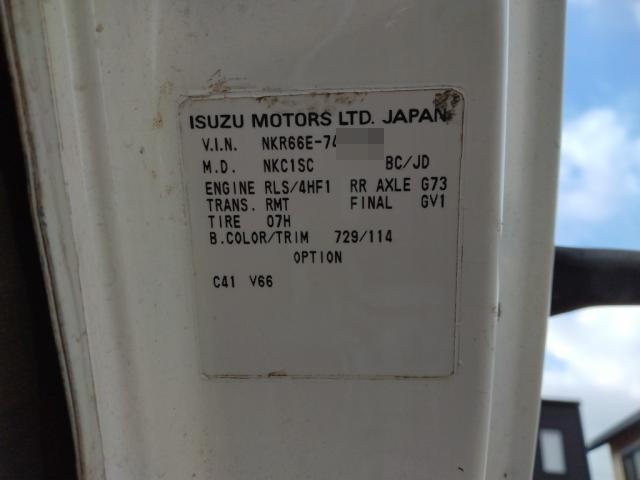 ISUZU MOTORS LTD. JAPAN
V.I.N. NKR66E-74
M.D. NKC1SC BC/JD
ENGINE RLS/4HF1 RR AXLE G73
TRANS. RMT FINAL GV1
TIRE 07H
B.COLOR/TRIM 729/114
OPTION
C41 V66